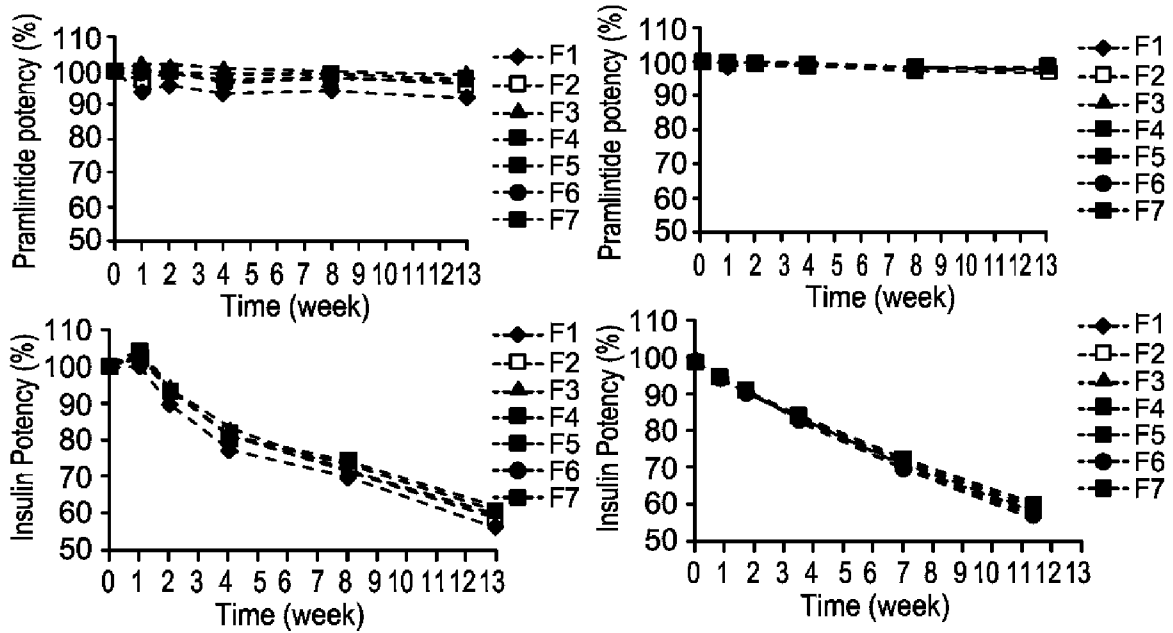 Pramlintide potency (%)
110
100
90
80
70
60
50
0 1 2 3 4 5 6 7 8 9 10 11 12 13
Time (week)
F1
F2
F3
F4
F5
F6
F7
Pramlintide potency (%)
110
100
90
80
70
60
50
0 1 2 3 4 5 6 7 8 9 10 11 12 13
Time (week)
F1
F2
F3
F4
F5
F6
F7
Insulin Potency (%)
110
100
90
80
70
60
50
0 1 2 3 4 5 6 7 8 9 10 11 12 13
Time (week)
F1
F2
F3
F4
F5
F6
F7
Insulin Potency (%)
110
100
90
80
70
60
50
0 1 2 3 4 5 6 7 8 9 10 11 12 13
Time (week)
F1
F2
F3
F4
F5
F6
F7